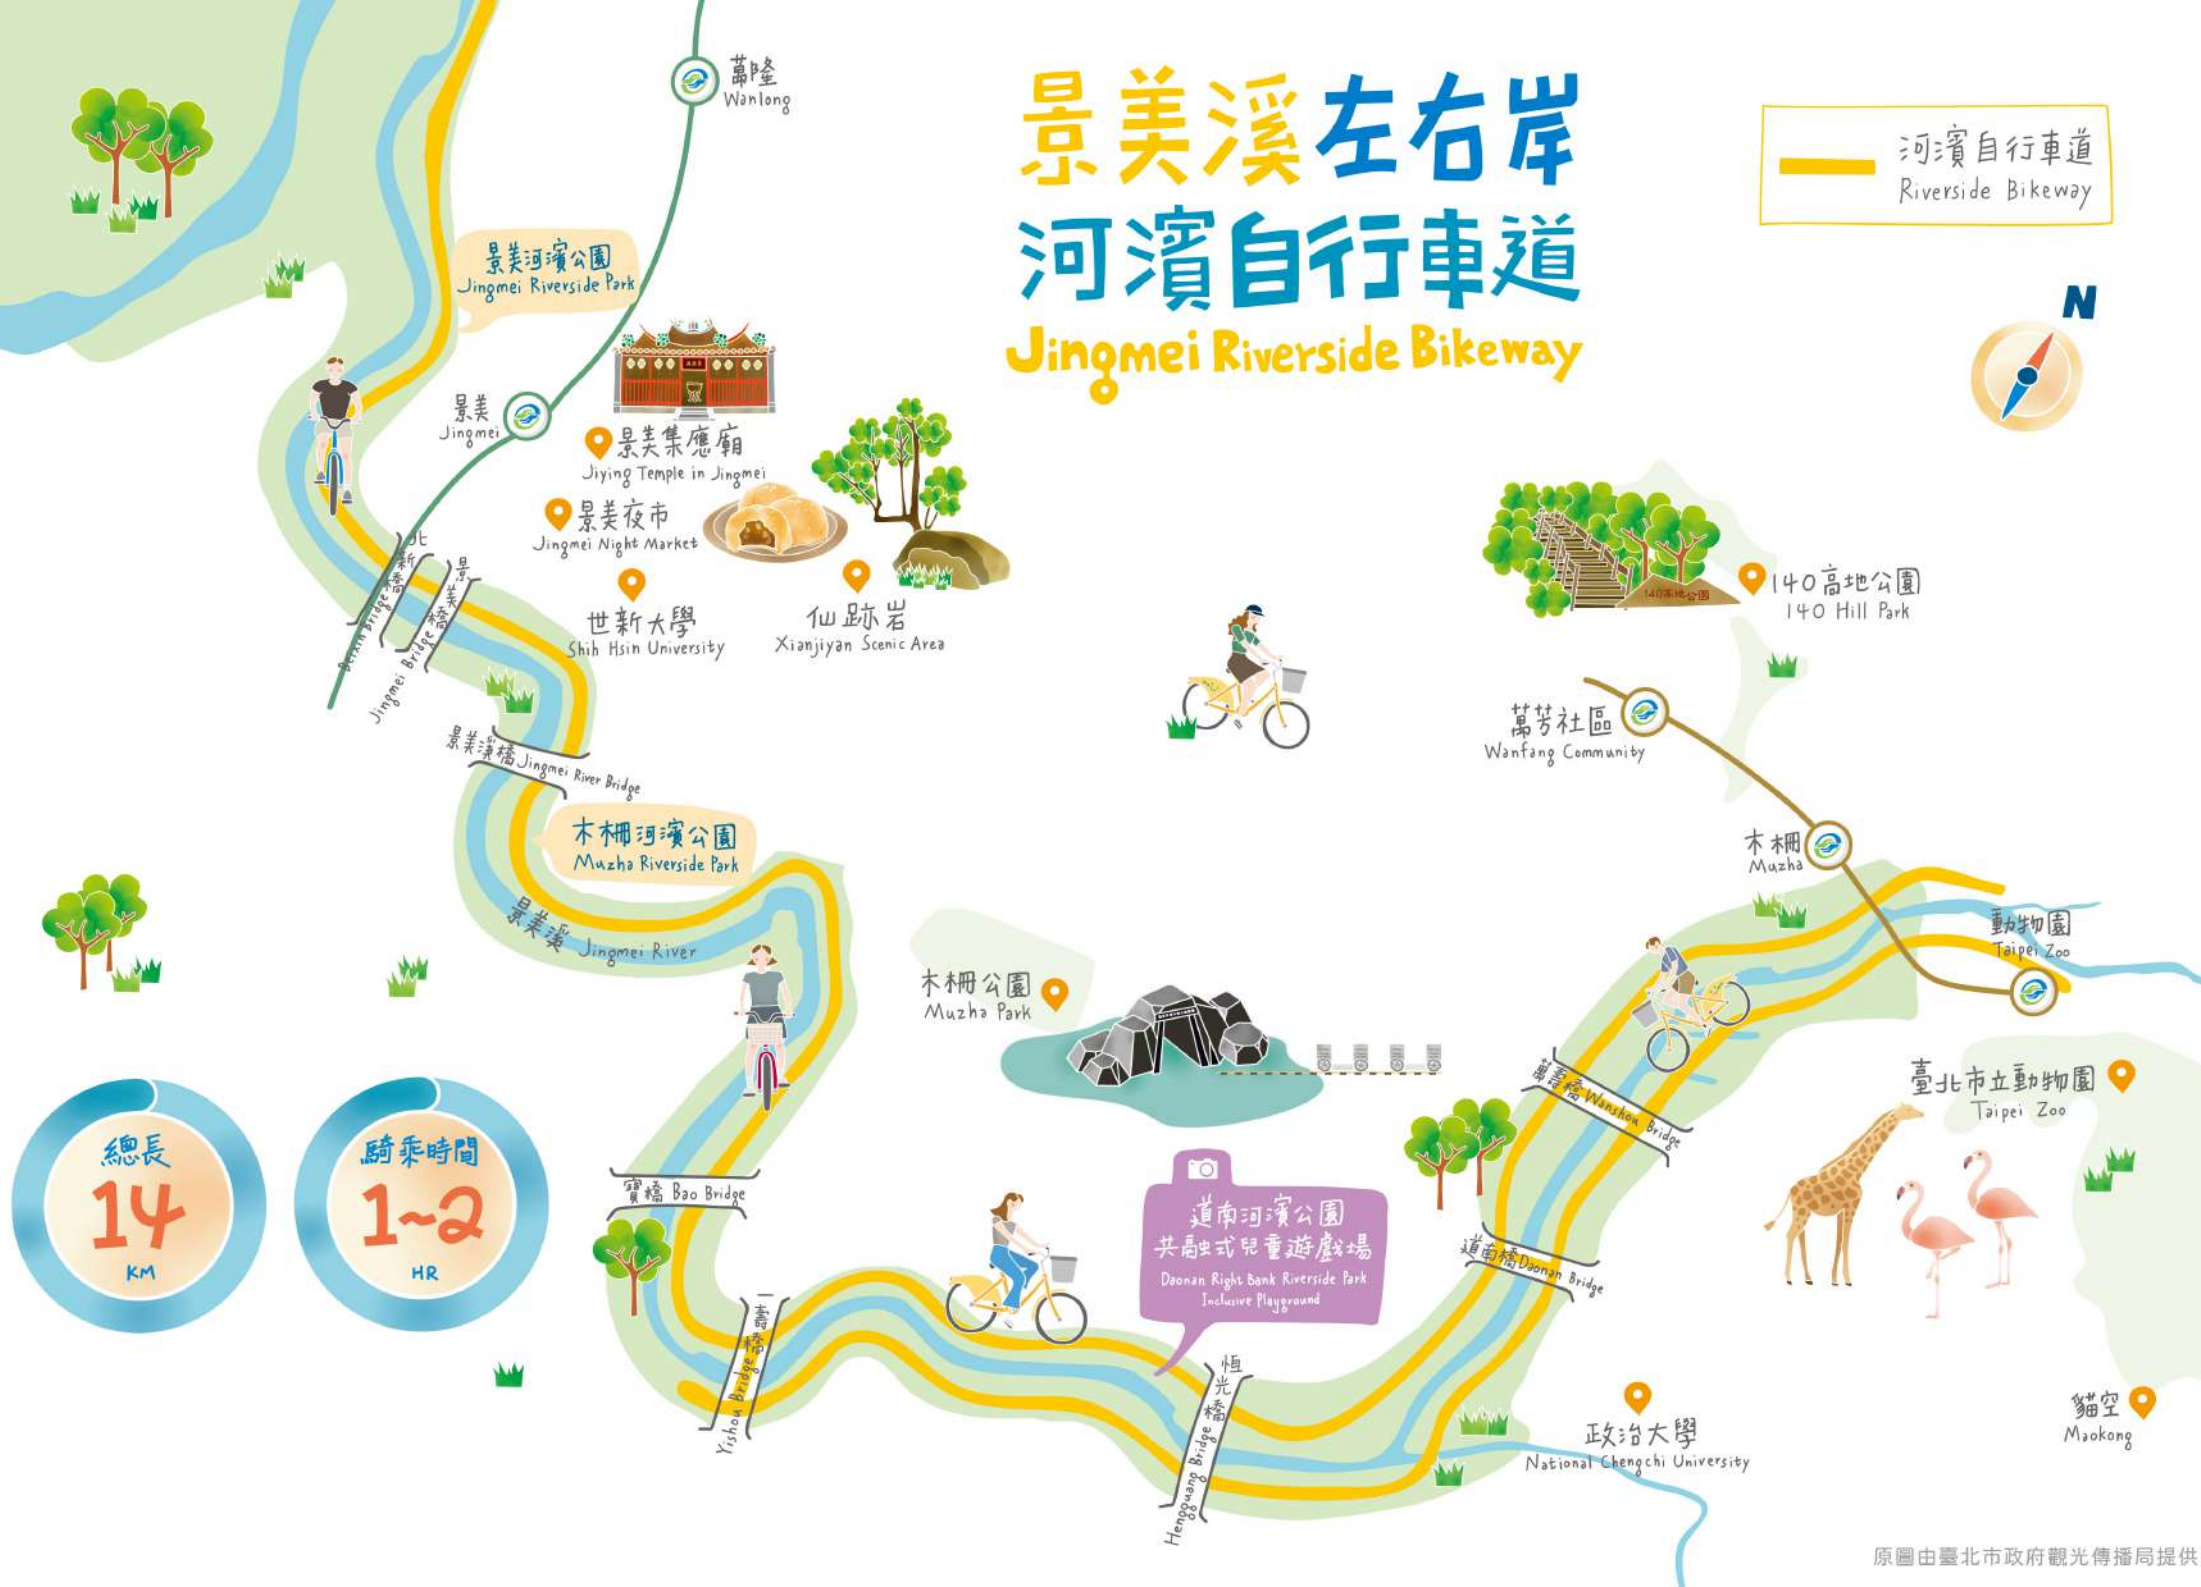 景美溪左右岸
河濱自行車道
Jingmei Riverside Bikeway
河濱自行車道
Riverside Bikeway
N
萬隆
Wanlong
景美河濱公園
Jingmei Riverside Park
景美
Jingmei
景美集應廟
Jiying Temple in Jingmei
景美夜市
Jingmei Night Market
世新大學
Shih Hsin University
仙跡岩
Xianjiyan Scenic Area
北新橋
Beixin Bridge
景美橋
Jingmei Bridge
景美溪橋 Jingmei River Bridge
木柵河濱公園
Muzha Riverside Park
景美溪 Jingmei River
140高地公園
140高地公園
140 Hill Park
萬芳社區
Wanfang Community
木柵
Muzha
動物園
Taipei Zoo
木柵公園
Muzha Park
萬壽橋 Wanshou Bridge
臺北市立動物園
Taipei Zoo
總長
14
KM
騎乘時間
1~2
HR
寶橋 Bao Bridge
道南河濱公園
共融式兒童遊戲場
Daonan Right Bank Riverside Park
Inclusive Playground
道南橋 Daonan Bridge
一壽橋
Yishou Bridge
恆光橋
Hengguang Bridge
政治大學
National Chengchi University
貓空
Maokong
原圖由臺北市政府觀光傳播局提供